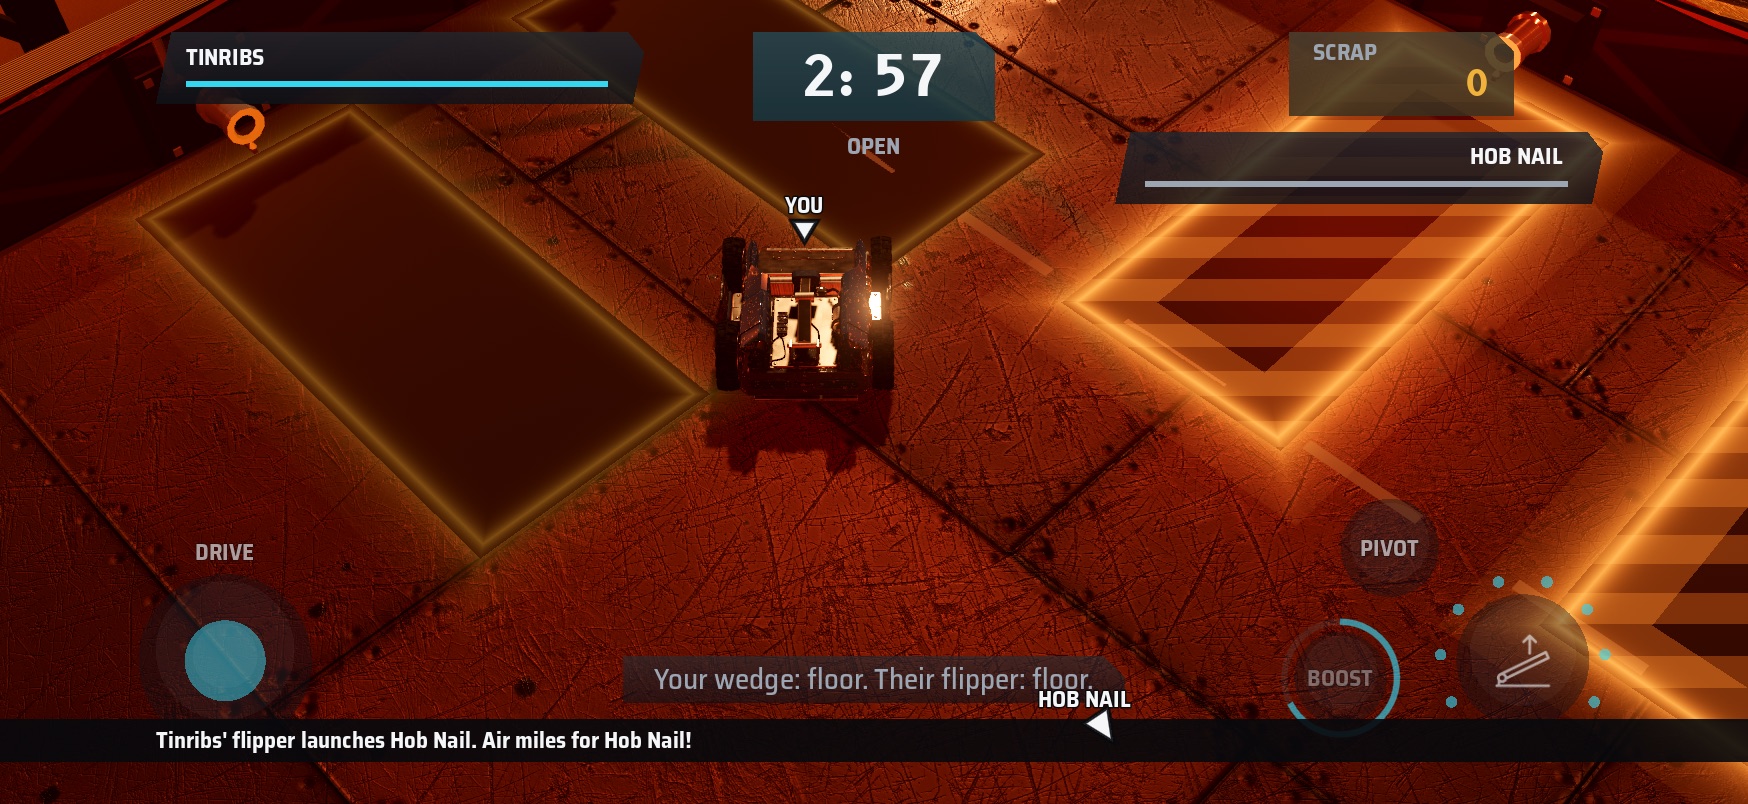 TINRIBS
2: 57
OPEN
SCRAP
0
HOB NAIL
YOU
DRIVE
PIVOT
BOOST
Your wedge: floor. Their flipper: floor.
HOB NAIL
Tinribs' flipper launches Hob Nail. Air miles for Hob Nail!